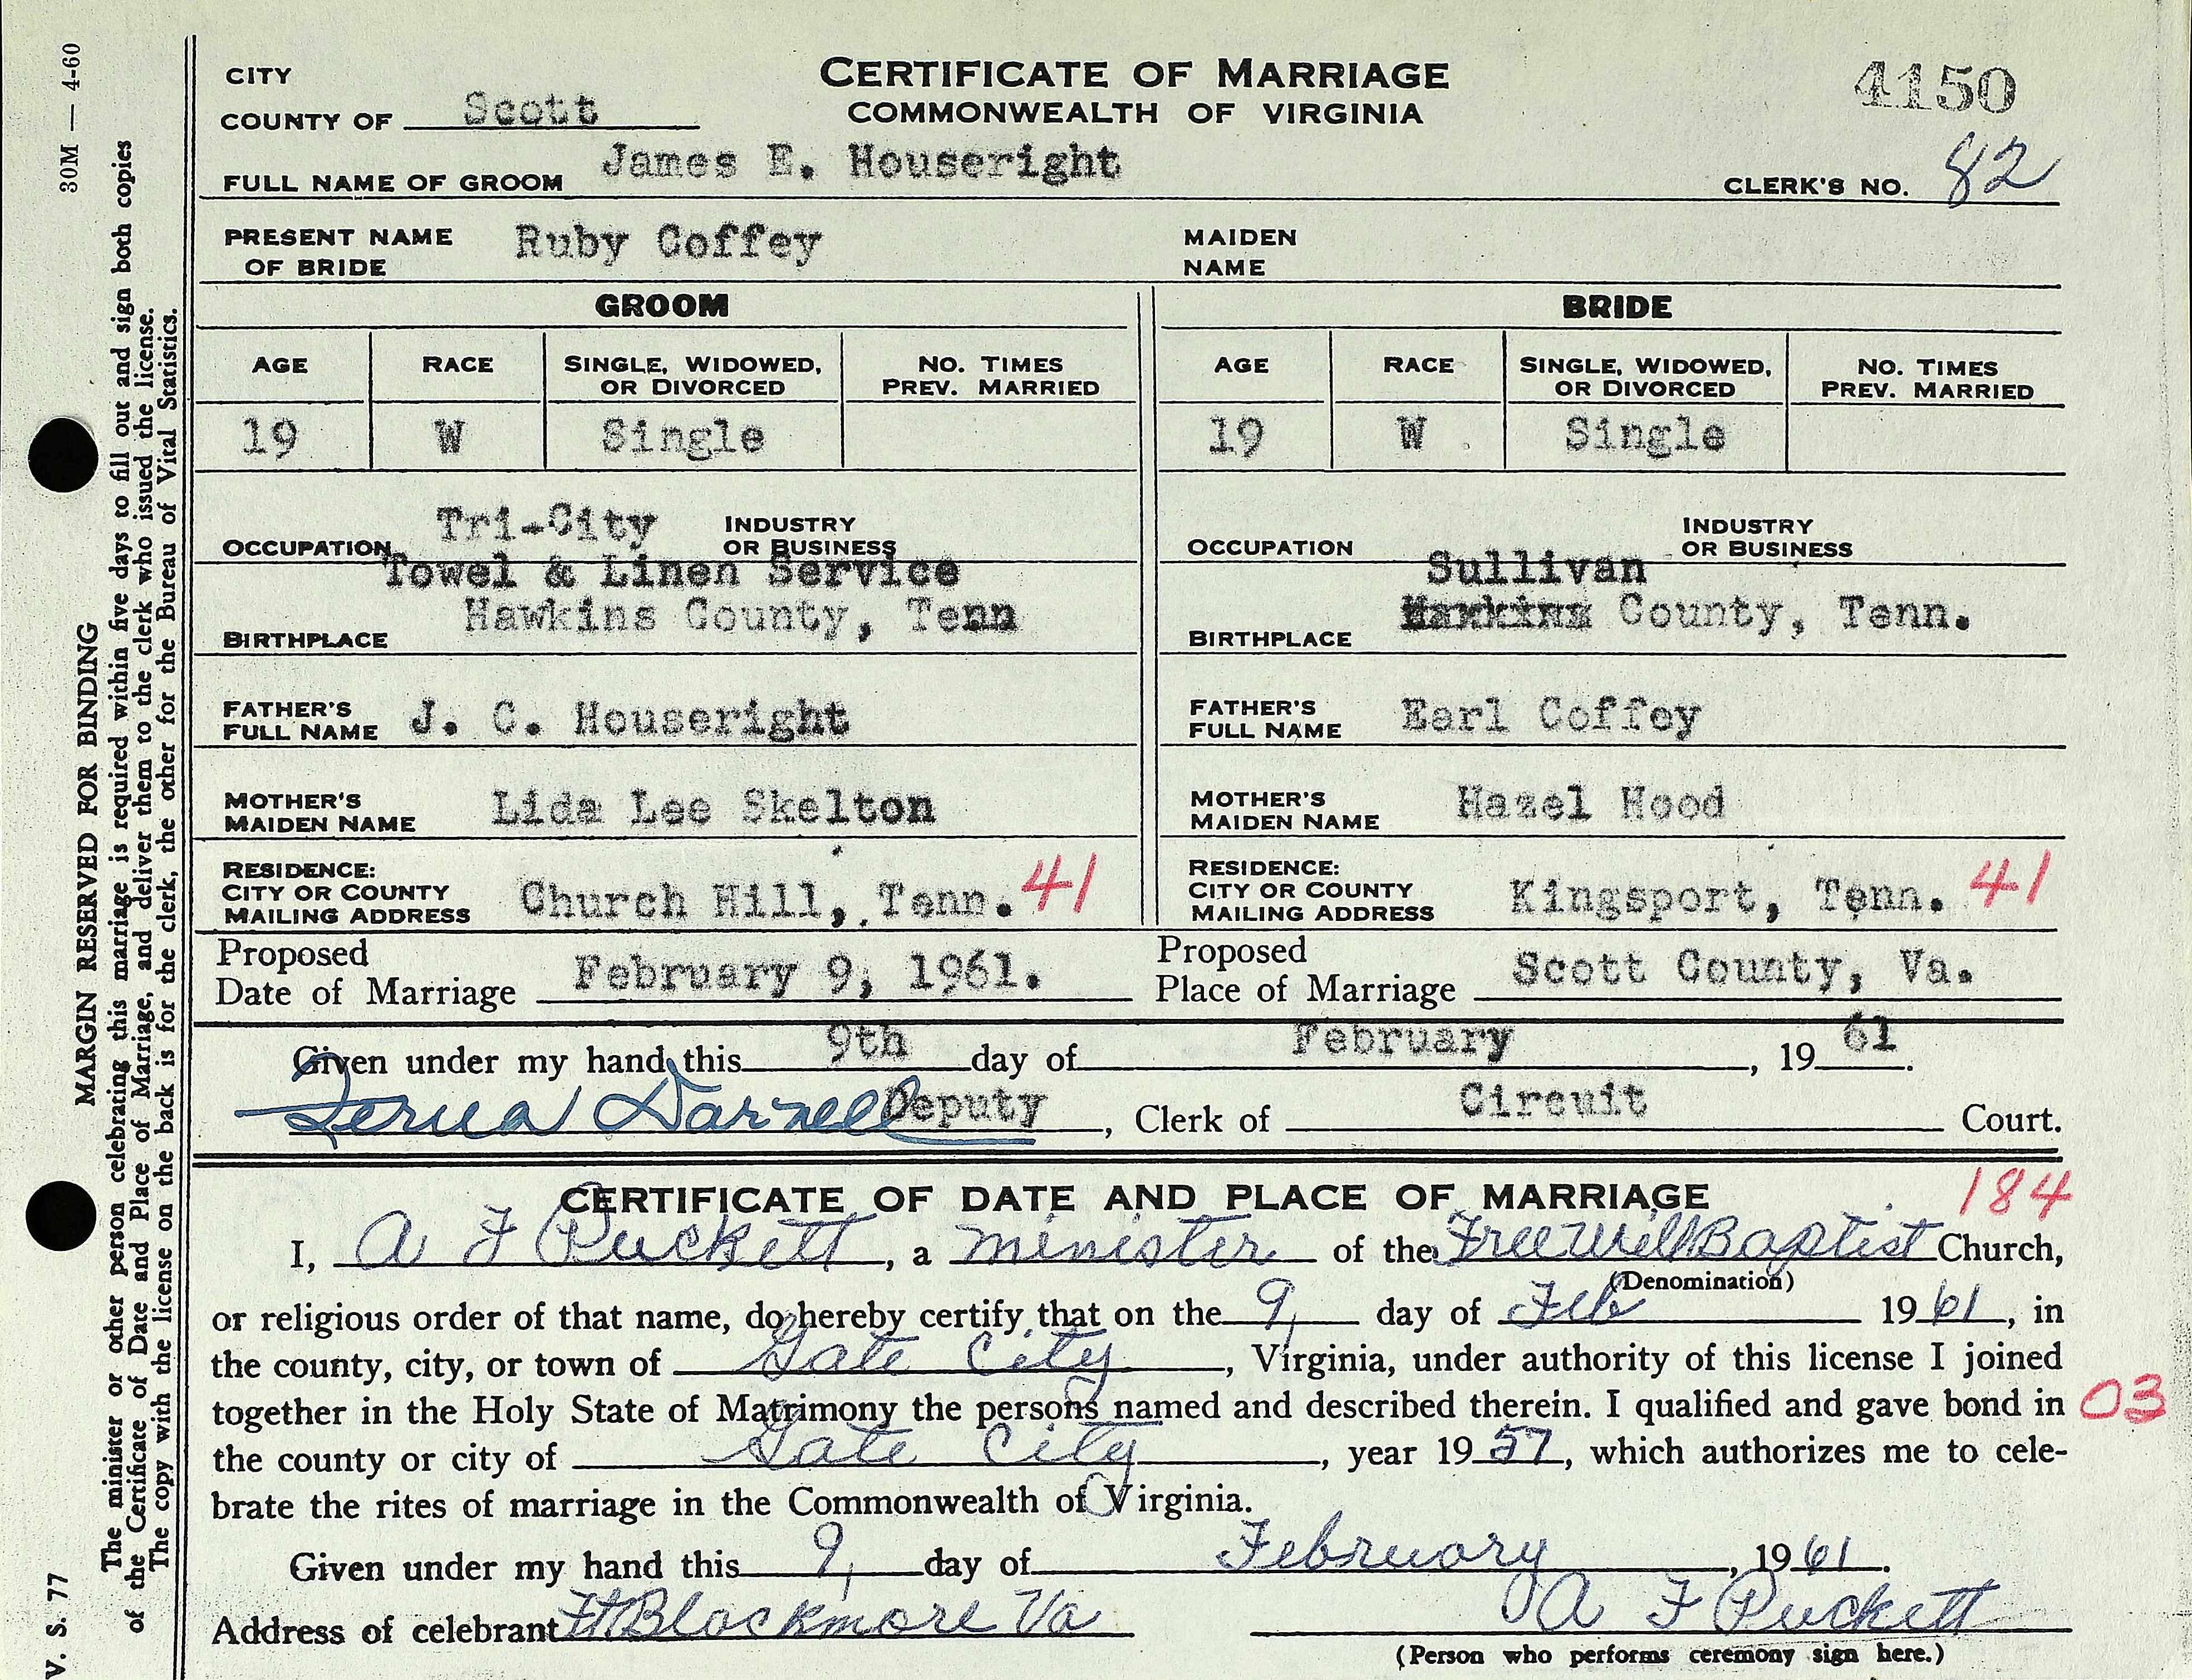 30M — 4-60
CITY
COUNTY OF Scott
CERTIFICATE OF MARRIAGE
COMMONWEALTH OF VIRGINIA
4150
FULL NAME OF GROOM James E. Houseright
CLERK'S NO. 82
PRESENT NAME OF BRIDE Ruby Coffey
MAIDEN NAME
GROOM
AGE RACE SINGLE, WIDOWED, OR DIVORCED NO. TIMES PREV. MARRIED
19 W Single
OCCUPATION Tri-City INDUSTRY OR BUSINESS
Towel & Linen Service
BIRTHPLACE Hawkins County, Tenn
FATHER'S FULL NAME J. C. Houseright
MOTHER'S MAIDEN NAME Lida Lee Skelton
RESIDENCE: CITY OR COUNTY MAILING ADDRESS Church Hill, Tenn. 41
BRIDE
AGE RACE SINGLE, WIDOWED, OR DIVORCED NO. TIMES PREV. MARRIED
19 W Single
OCCUPATION INDUSTRY OR BUSINESS
Sullivan
BIRTHPLACE County, Tenn.
FATHER'S FULL NAME Earl Coffey
MOTHER'S MAIDEN NAME Hazel Hood
RESIDENCE: CITY OR COUNTY MAILING ADDRESS Kingsport, Tenn. 41
Proposed Date of Marriage February 9, 1961.
Proposed Place of Marriage Scott County, Va.
Given under my hand this 9th day of February, 19 61.
Darnell Deputy, Clerk of Circuit Court.
CERTIFICATE OF DATE AND PLACE OF MARRIAGE 184
I, A F Puckett, a minister of the Free Will Baptist Church,
(Denomination)
or religious order of that name, do hereby certify that on the 9, day of Feb 19 61, in
the county, city, or town of Gate City, Virginia, under authority of this license I joined
together in the Holy State of Matrimony the persons named and described therein. I qualified and gave bond in 03
the county or city of Gate City, year 19 57, which authorizes me to cele-
brate the rites of marriage in the Commonwealth of Virginia.
Given under my hand this 9, day of February, 19 61.
Address of celebrant Ft Blackmore Va A F Puckett
(Person who performs ceremony sign here.)
MARGIN RESERVED FOR BINDING
The minister or other person celebrating this marriage is required within five days to fill out and sign both copies
of the Certificate of Date and Place of Marriage, and deliver them to the clerk who issued the license.
The copy with the license on the back is for the clerk, the other for the Bureau of Vital Statistics.
V. S. 77